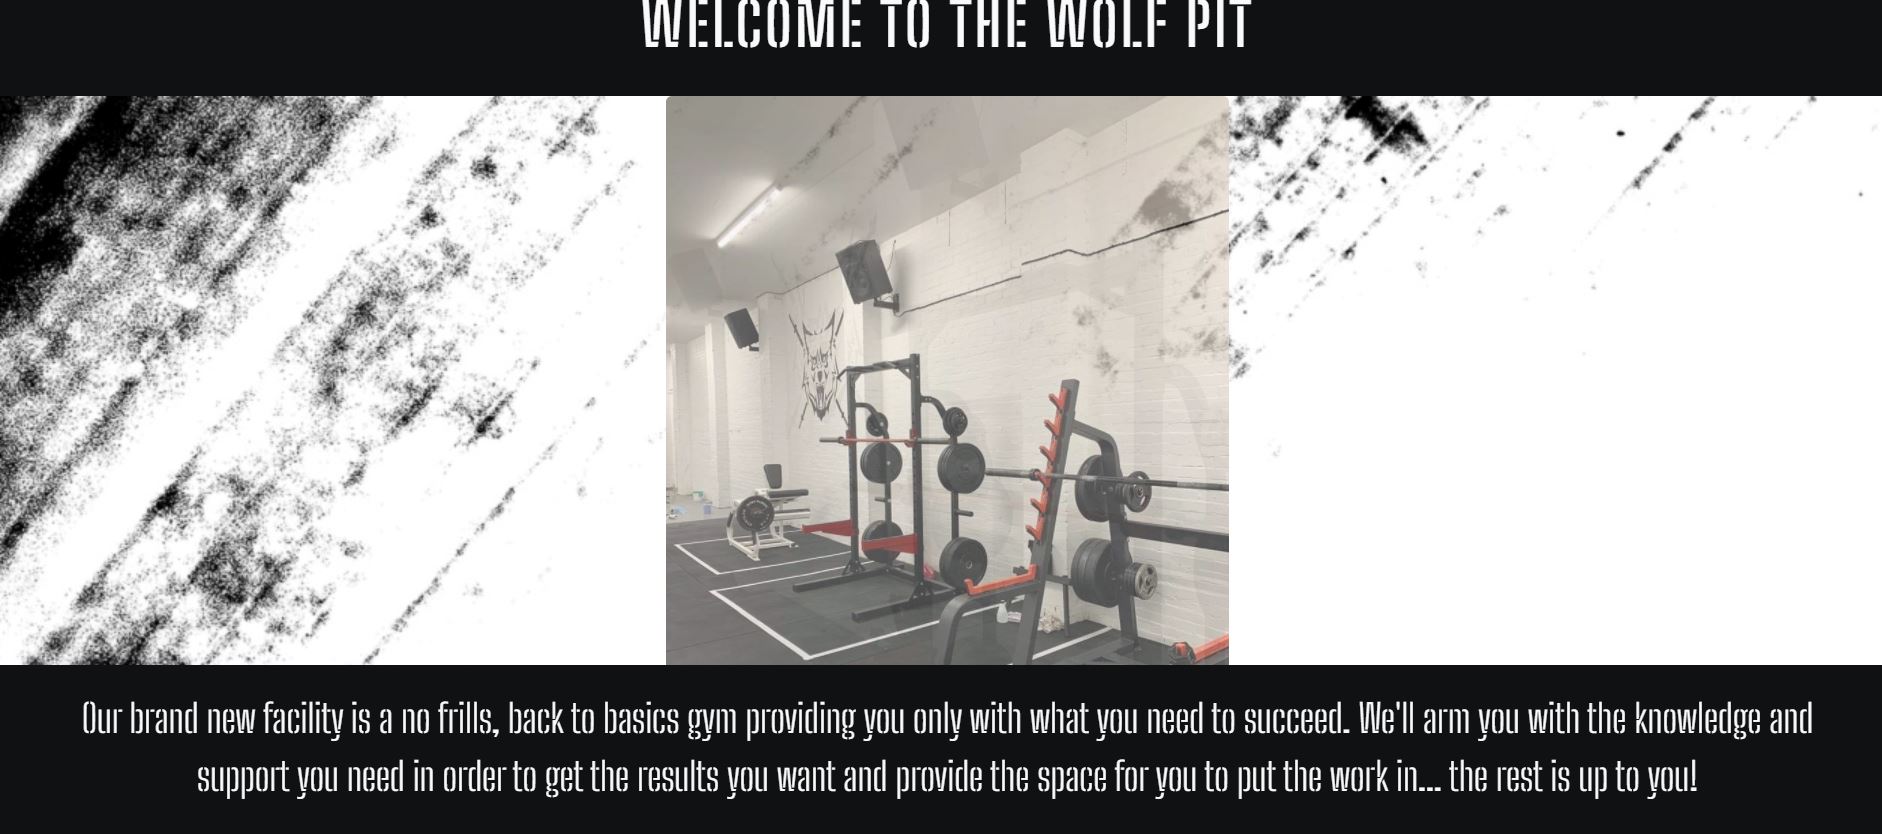 WELCOME TO THE WOLF PIT
Our brand new facility is a no frills, back to basics gym providing you only with what you need to succeed. We'll arm you with the knowledge and
support you need in order to get the results you want and provide the space for you to put the work in... the rest is up to you!